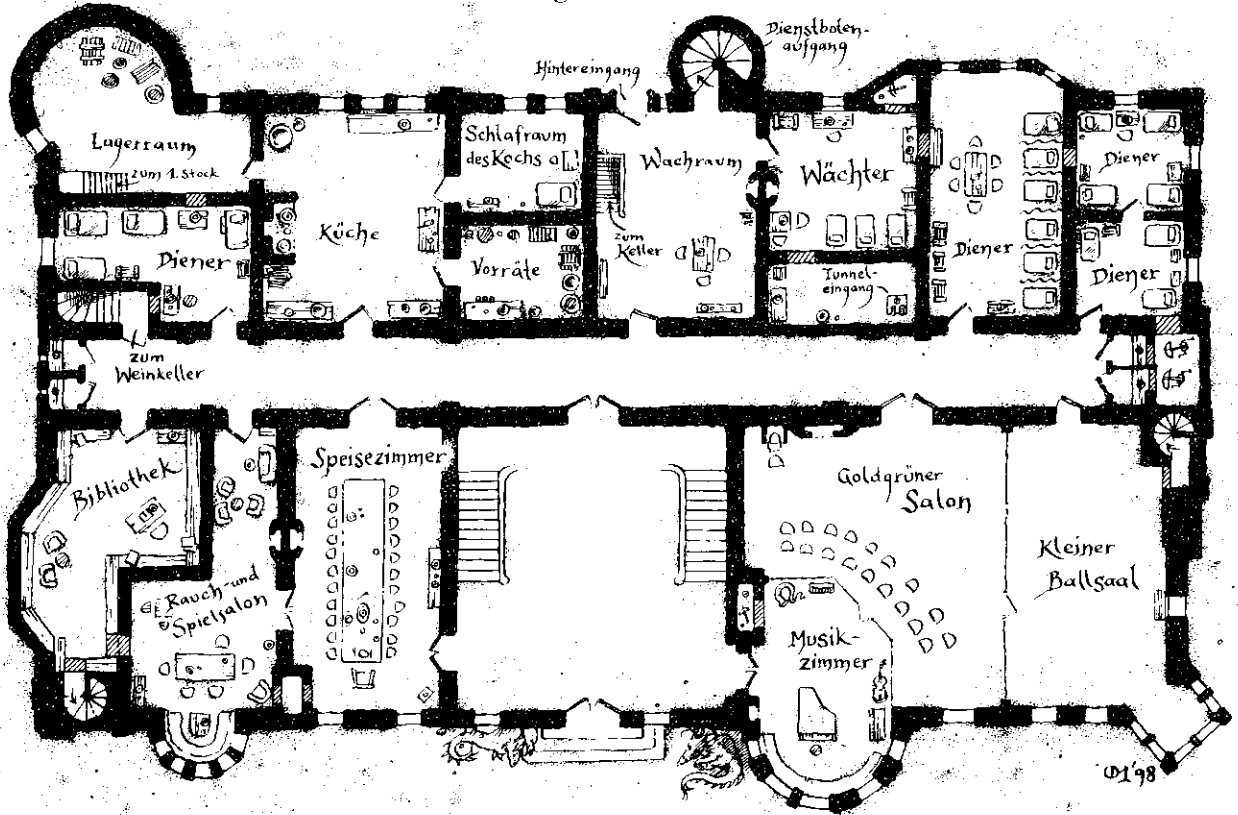 Dienstboten-
aufgang
Hintereingang
Lagerraum
zum 1. Stock
Schlafraum
des Kochs
Wachraum
Wächter
Diener
Küche
Diener
zum
Keller
Vorräte
Tunnel-
eingang
Diener
Diener
zum
Weinkeller
Bibliothek
Speisezimmer
Goldgrüner
Salon
Kleiner
Ballsaal
Rauch- und
Spielsalon
Musik-
zimmer
'98